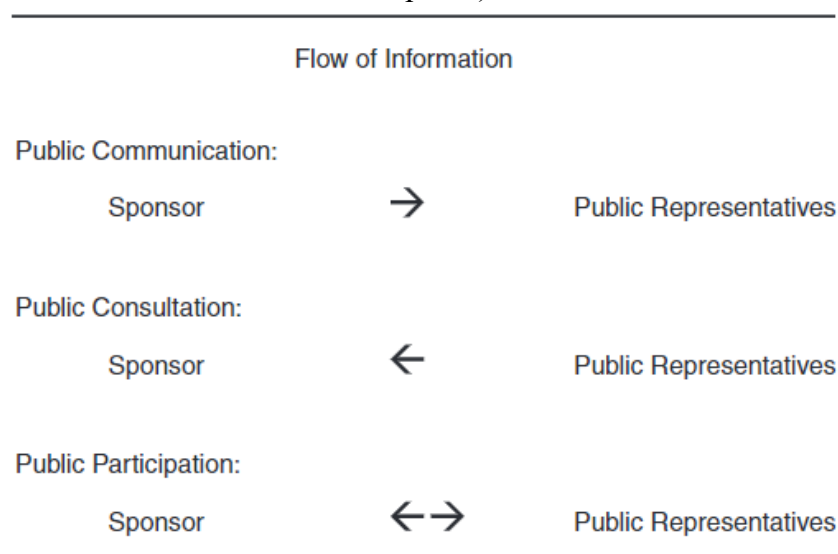 Flow of Information
Public Communication:
Sponsor → Public Representatives
Public Consultation:
Sponsor ← Public Representatives
Public Participation:
Sponsor ←→ Public Representatives